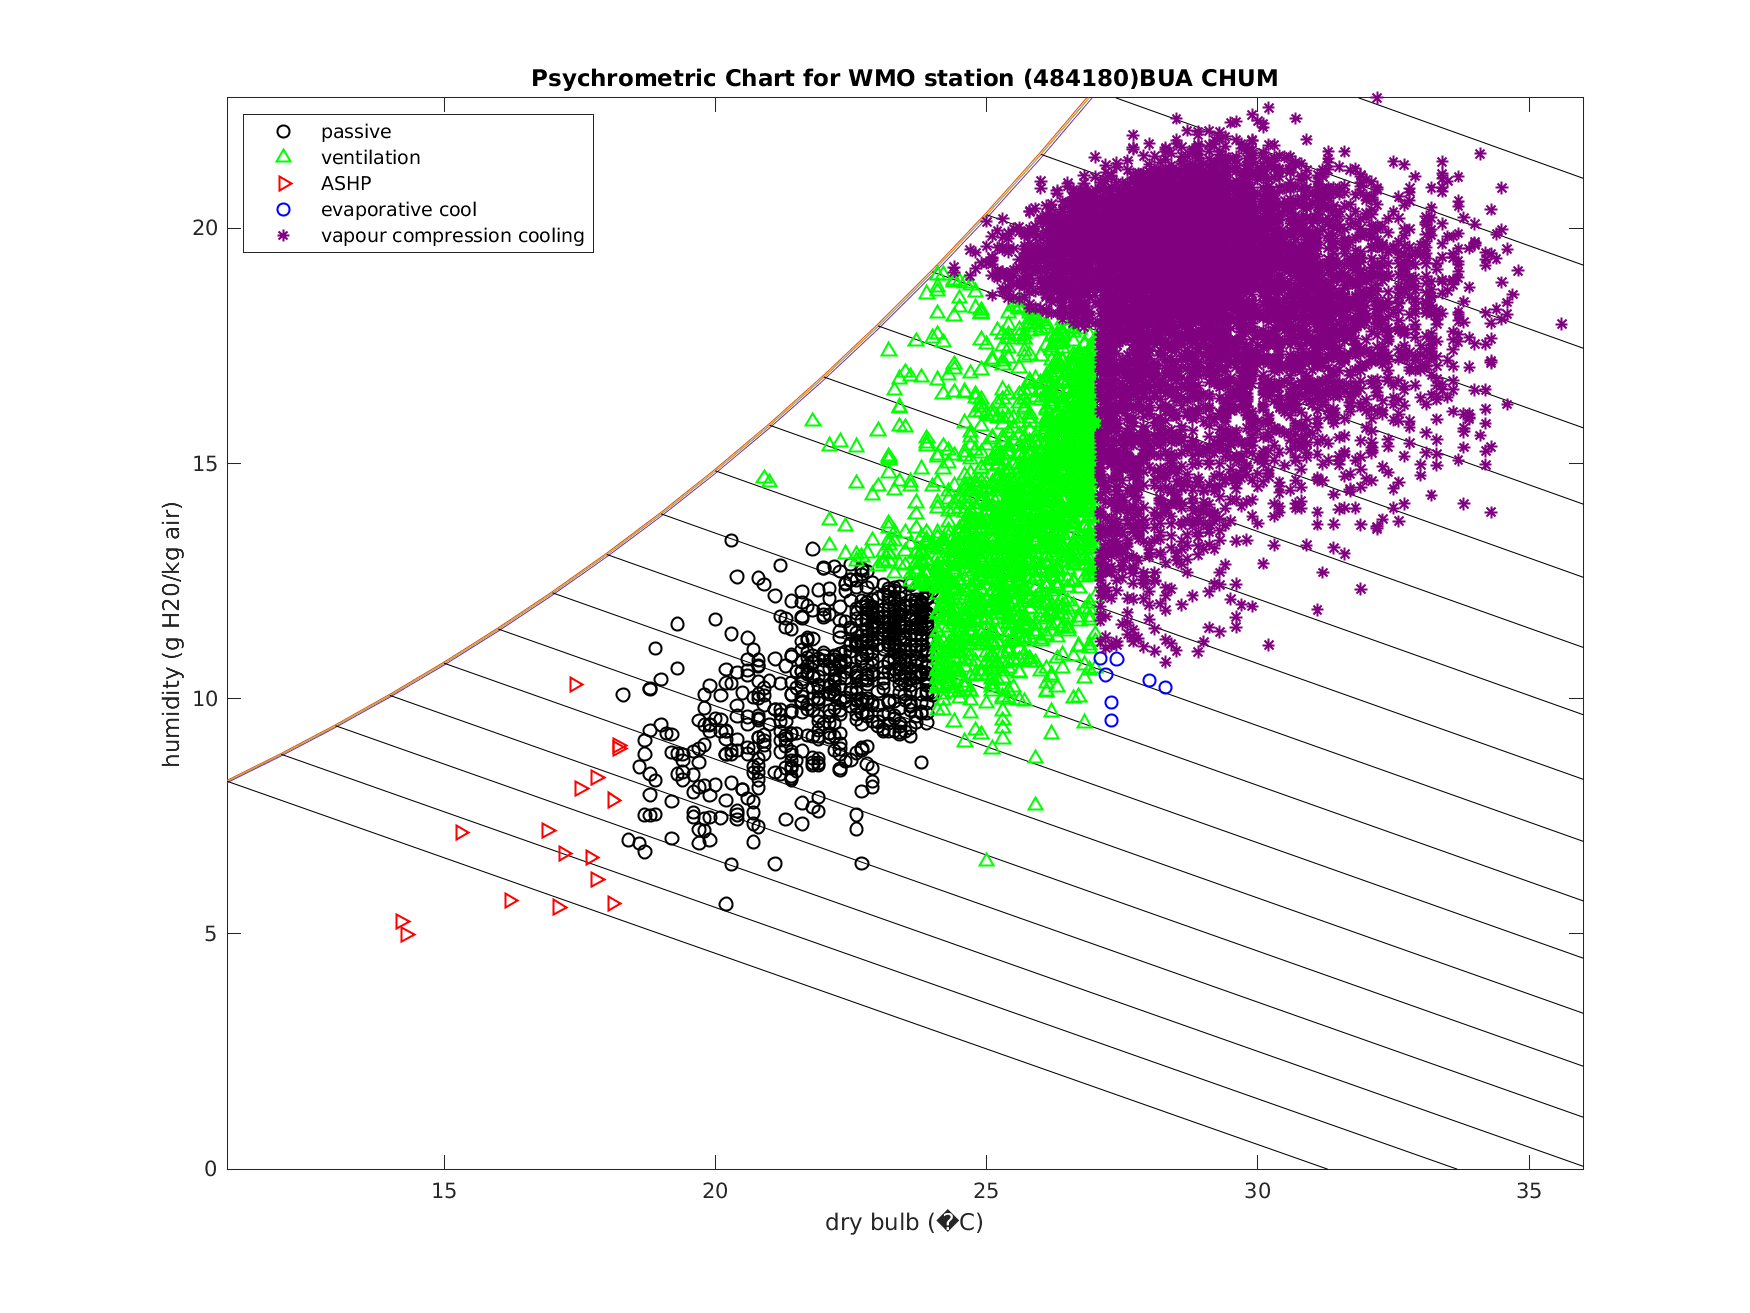 Psychrometric Chart for WMO station (484180)BUA CHUM
passive
ventilation
ASHP
evaporative cool
vapour compression cooling
humidity (g H20/kg air)
20
15
10
5
0
15
20
25
30
35
dry bulb (�C)